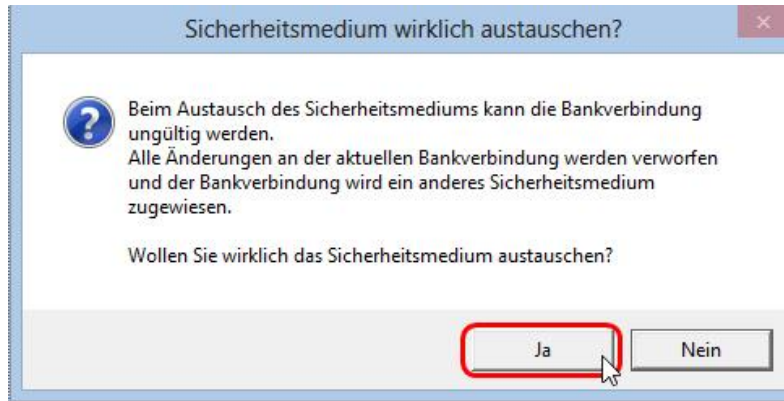 Sicherheitsmedium wirklich austauschen?
Beim Austausch des Sicherheitsmediums kann die Bankverbindung
ungültig werden.
Alle Änderungen an der aktuellen Bankverbindung werden verworfen
und der Bankverbindung wird ein anderes Sicherheitsmedium
zugewiesen.
Wollen Sie wirklich das Sicherheitsmedium austauschen?
Ja
Nein